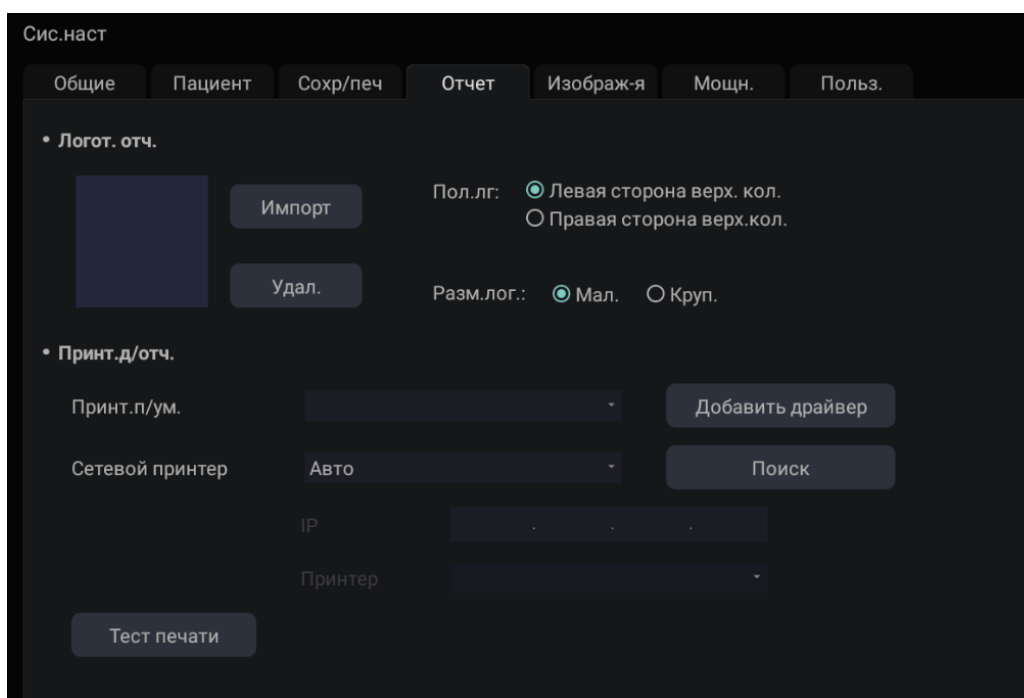 Сис.наст
Общие Пациент Сохр/печ Отчет Изображ-я Мощн. Польз.
• Логот. отч.
Импорт
Удал.
Пол.лг: Левая сторона верх. кол.
Правая сторона верх.кол.
Разм.лог.: Мал. Круп.
• Принт.д/отч.
Принт.п/ум. Добавить драйвер
Сетевой принтер Авто Поиск
IP . . .
Принтер
Тест печати